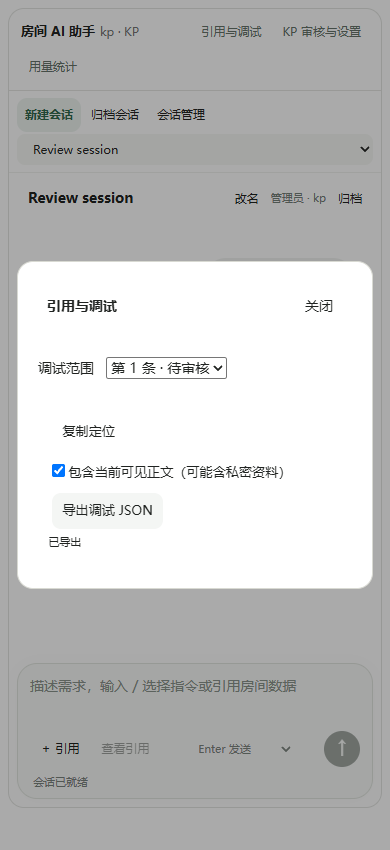 房间 AI 助手 kp · KP 引用与调试 KP 审核与设置
用量统计
新建会话 归档会话 会话管理
Review session
Review session 改名 管理员 · kp 归档
引用与调试 关闭
调试范围 第 1 条 · 待审核
复制定位
包含当前可见正文（可能含私密资料）
导出调试 JSON
已导出
描述需求，输入 / 选择指令或引用房间数据
+ 引用 查看引用 Enter 发送 ↑
会话已就绪